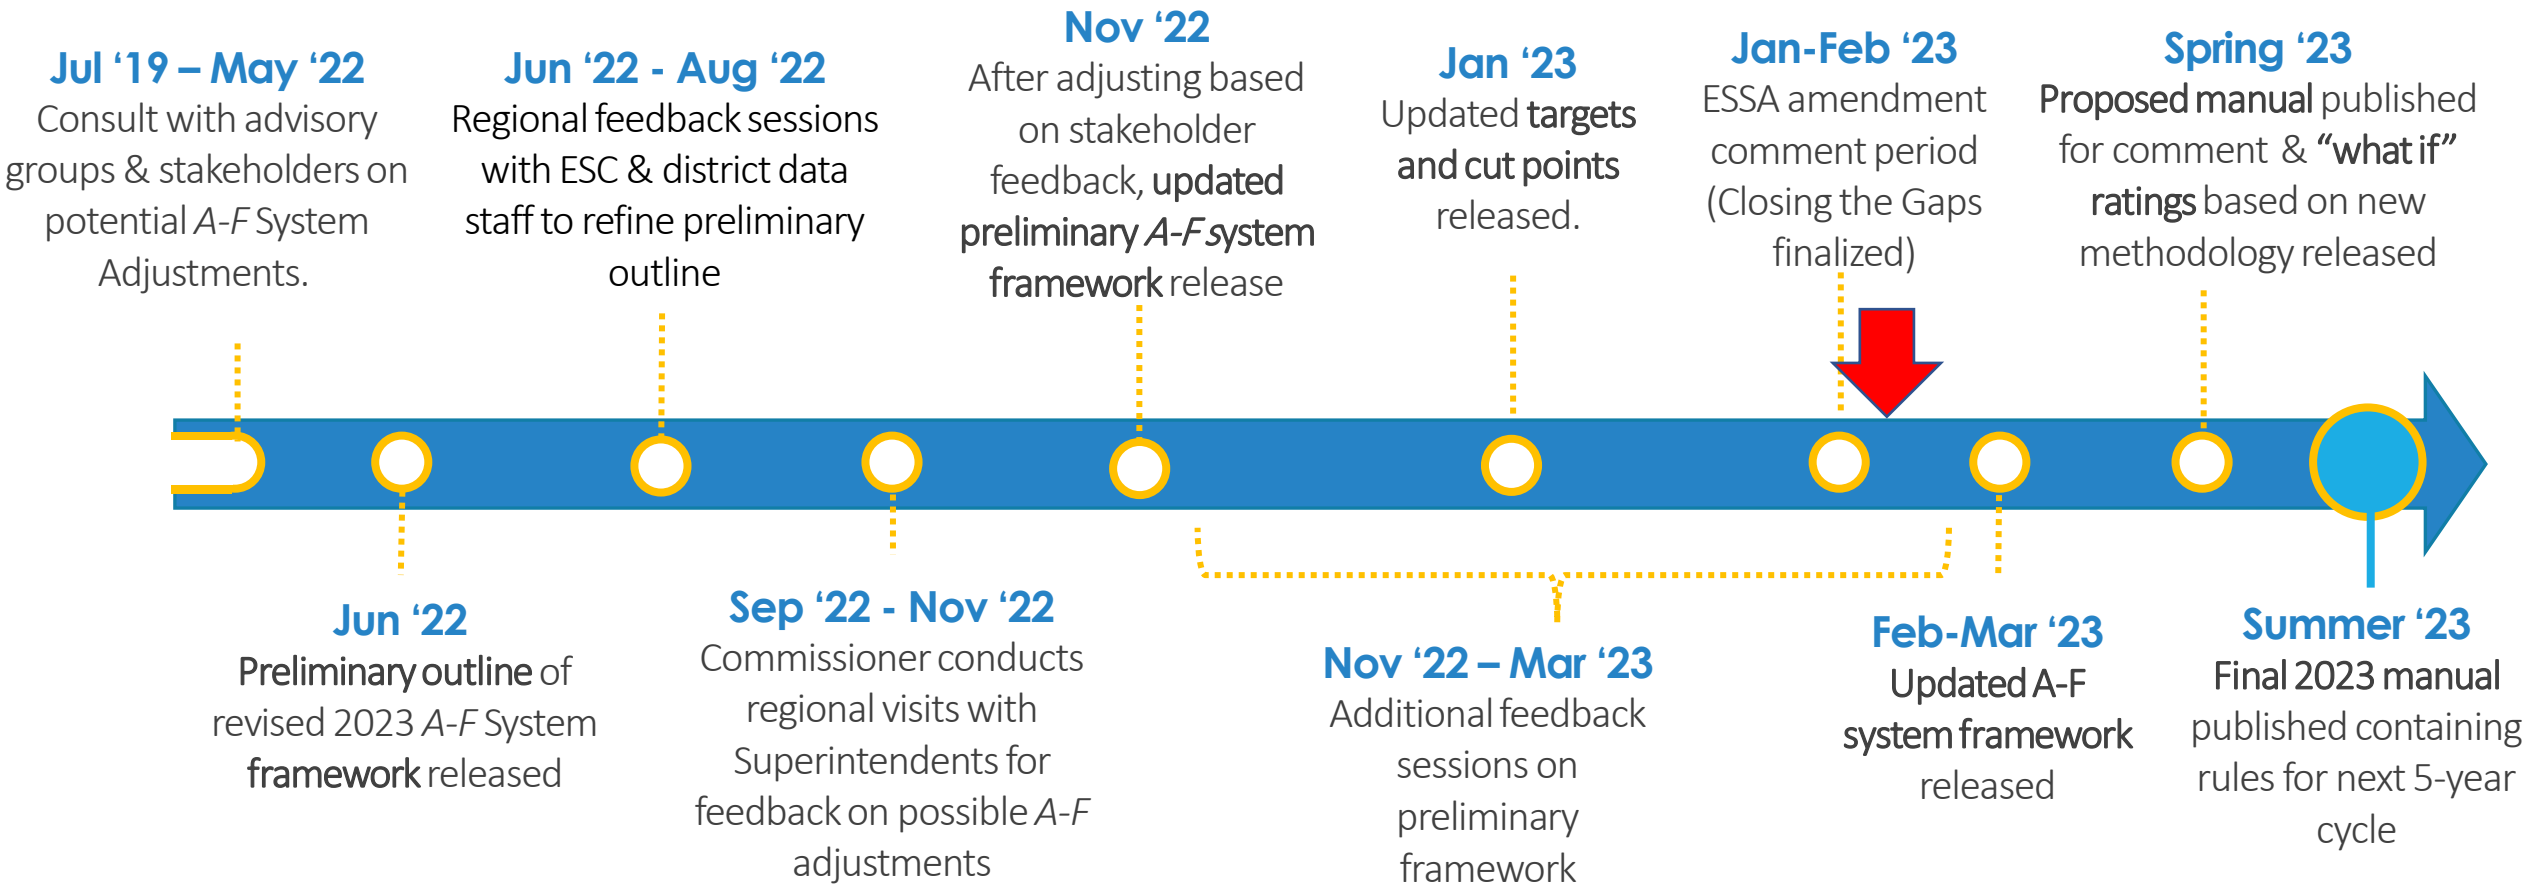 Jul ‘19 – May ‘22
Consult with advisory
groups & stakeholders on
potential A-F System
Adjustments.
Jun ‘22 - Aug ‘22
Regional feedback sessions
with ESC & district data
staff to refine preliminary
outline
Nov ‘22
After adjusting based
on stakeholder
feedback, updated
preliminary A-F system
framework release
Jan ‘23
Updated targets
and cut points
released.
Jan-Feb ‘23
ESSA amendment
comment period
(Closing the Gaps
finalized)
Spring ‘23
Proposed manual published
for comment & “what if”
ratings based on new
methodology released
Jun ‘22
Preliminary outline of
revised 2023 A-F System
framework released
Sep ‘22 - Nov ‘22
Commissioner conducts
regional visits with
Superintendents for
feedback on possible A-F
adjustments
Nov ‘22 – Mar ‘23
Additional feedback
sessions on
preliminary
framework
Feb-Mar ‘23
Updated A-F
system framework
released
Summer ‘23
Final 2023 manual
published containing
rules for next 5-year
cycle